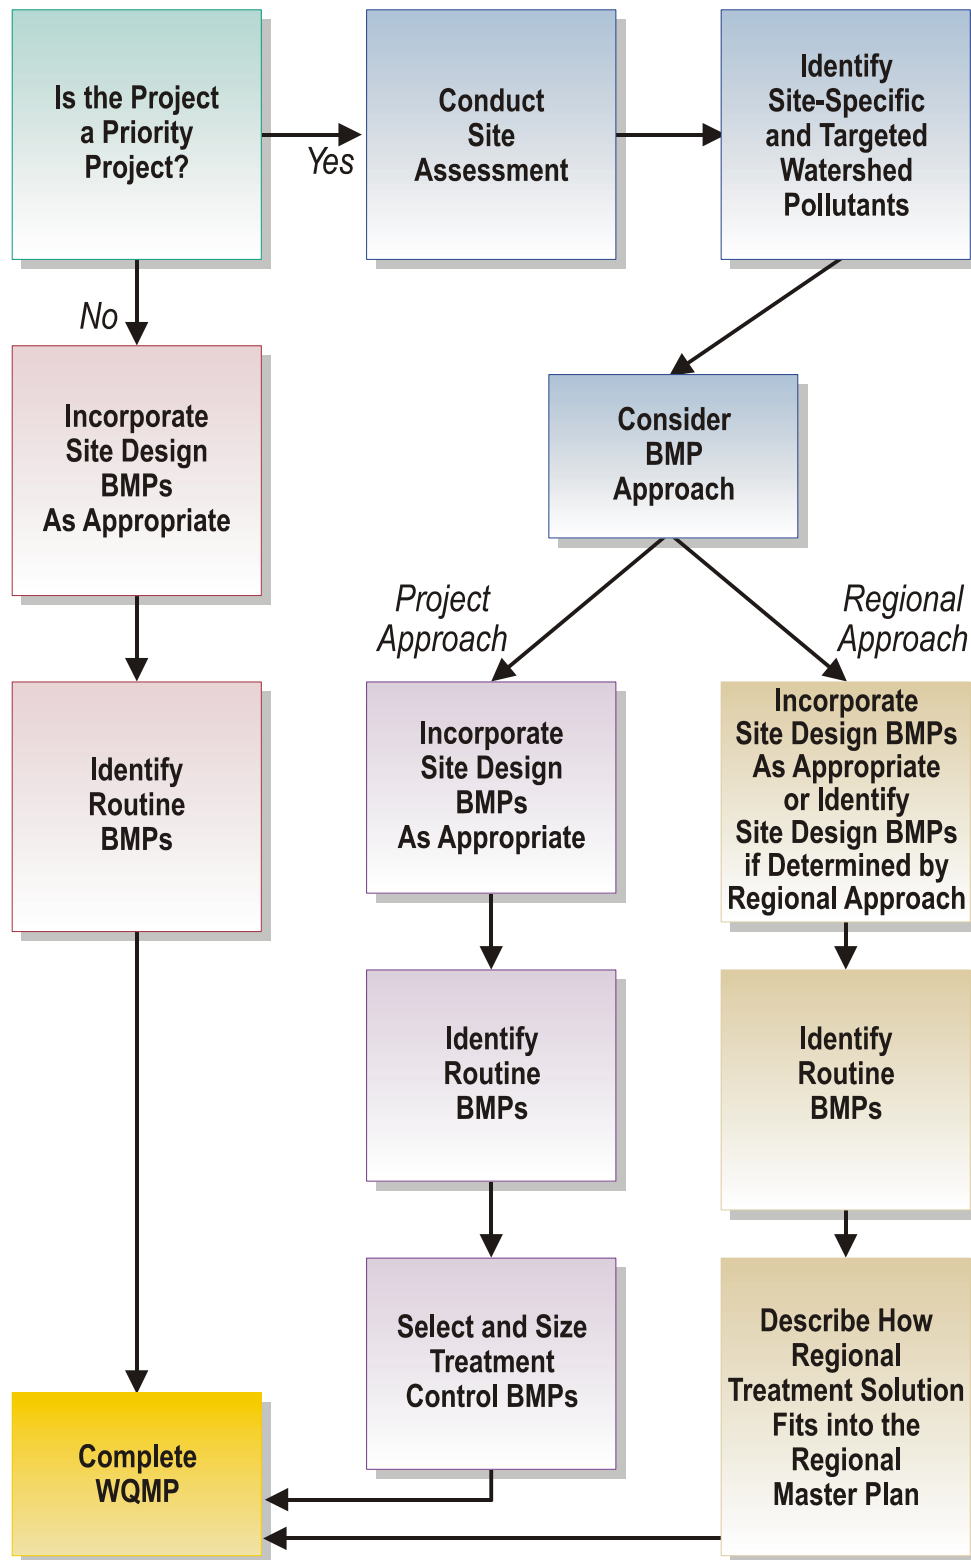 Is the Project
a Priority
Project?
Yes
Conduct
Site
Assessment
Identify
Site-Specific
and Targeted
Watershed
Pollutants
No
Incorporate
Site Design
BMPs
As Appropriate
Consider
BMP
Approach
Project
Approach
Regional
Approach
Identify
Routine
BMPs
Incorporate
Site Design
BMPs
As Appropriate
Incorporate
Site Design BMPs
As Appropriate
or Identify
Site Design BMPs
if Determined by
Regional Approach
Identify
Routine
BMPs
Identify
Routine
BMPs
Select and Size
Treatment
Control BMPs
Describe How
Regional
Treatment Solution
Fits into the
Regional
Master Plan
Complete
WQMP